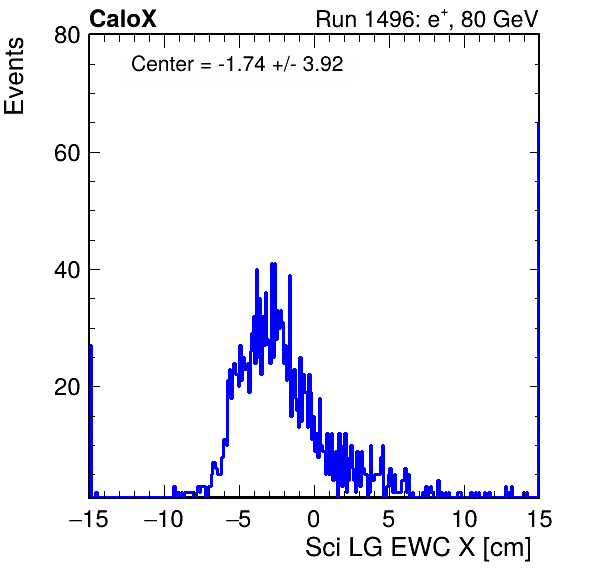 CaloX Run 1496: e⁺, 80 GeV
Center = -1.74 +/- 3.92
Events
80
60
40
20
−15 −10 −5 0 5 10 15
Sci LG EWC X [cm]